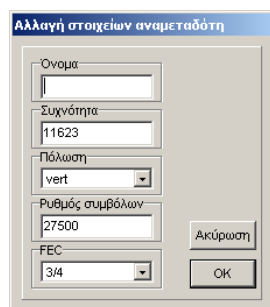 Αλλαγή στοιχείων αναμεταδότη
Όνομα
Συχνότητα
11623
Πόλωση
vert
Ρυθμός συμβόλων
27500
Ακύρωση
FEC
3/4
OK